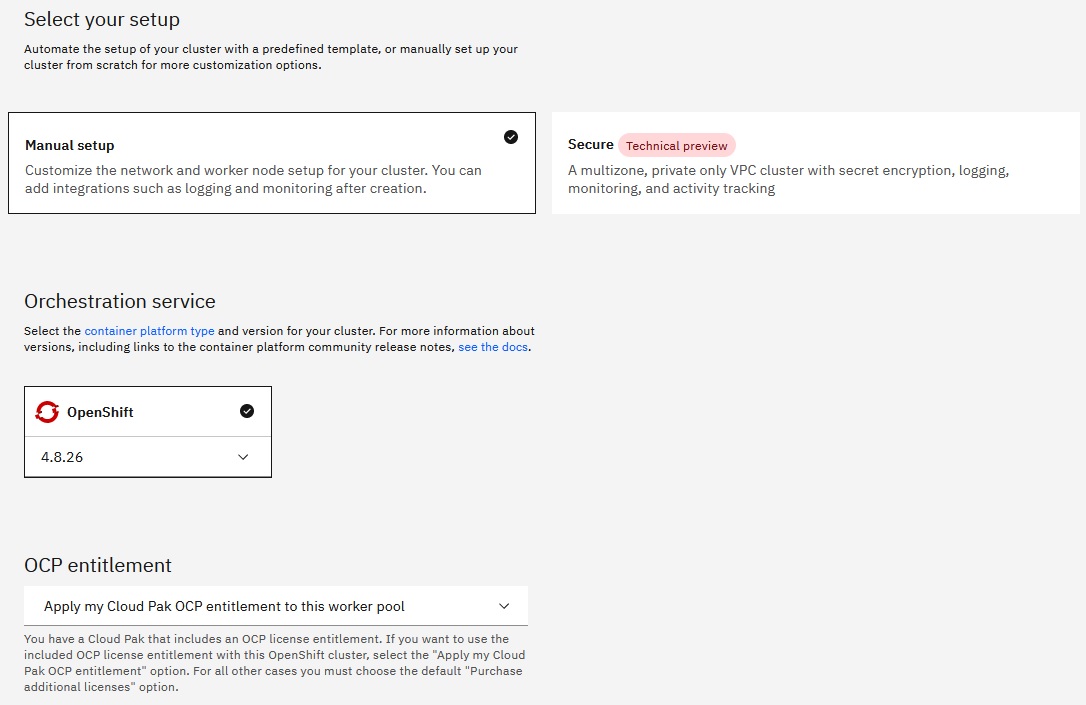 Select your setup
Automate the setup of your cluster with a predefined template, or manually set up your
cluster from scratch for more customization options.
Manual setup
Customize the network and worker node setup for your cluster. You can
add integrations such as logging and monitoring after creation.
Secure Technical preview
A multizone, private only VPC cluster with secret encryption, logging,
monitoring, and activity tracking
Orchestration service
Select the container platform type and version for your cluster. For more information about
versions, including links to the container platform community release notes, see the docs.
OpenShift
4.8.26
OCP entitlement
Apply my Cloud Pak OCP entitlement to this worker pool
You have a Cloud Pak that includes an OCP license entitlement. If you want to use the
included OCP license entitlement with this OpenShift cluster, select the "Apply my Cloud
Pak OCP entitlement" option. For all other cases you must choose the default "Purchase
additional licenses" option.